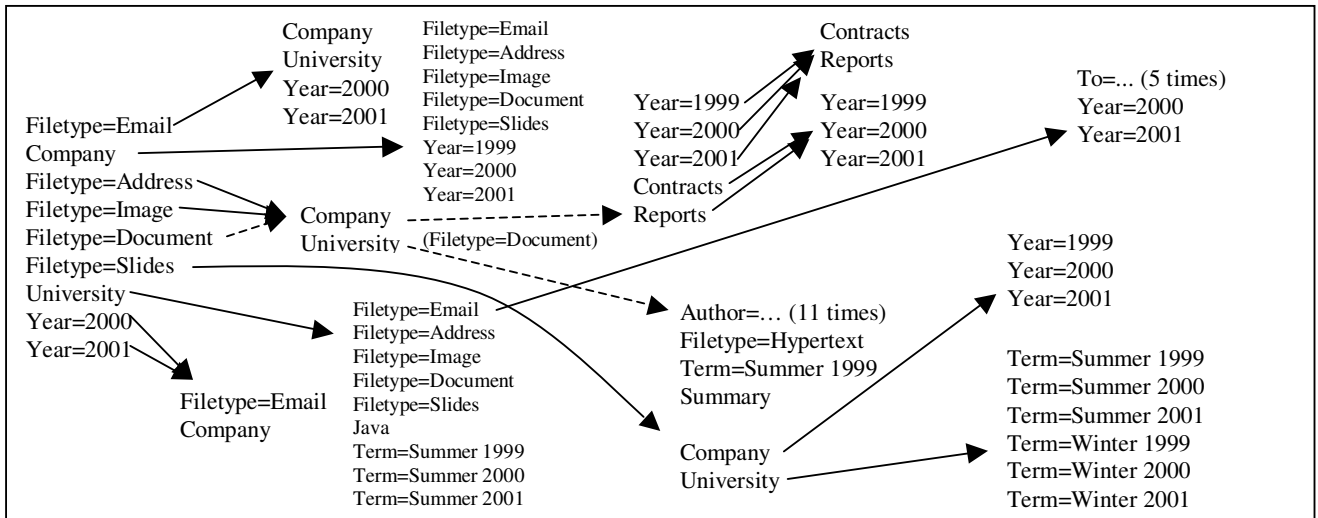 Filetype=Email
Company
Filetype=Address
Filetype=Image
Filetype=Document
Filetype=Slides
University
Year=2000
Year=2001
Company
University
Year=2000
Year=2001
Filetype=Email
Filetype=Address
Filetype=Image
Filetype=Document
Filetype=Slides
Year=1999
Year=2000
Year=2001
Company
University
(Filetype=Document)
Filetype=Email
Company
Filetype=Email
Filetype=Address
Filetype=Image
Filetype=Document
Filetype=Slides
Java
Term=Summer 1999
Term=Summer 2000
Term=Summer 2001
Year=1999
Year=2000
Year=2001
Contracts
Reports
Contracts
Reports
Year=1999
Year=2000
Year=2001
Author=… (11 times)
Filetype=Hypertext
Term=Summer 1999
Summary
Company
University
To=... (5 times)
Year=2000
Year=2001
Year=1999
Year=2000
Year=2001
Term=Summer 1999
Term=Summer 2000
Term=Summer 2001
Term=Winter 1999
Term=Winter 2000
Term=Winter 2001